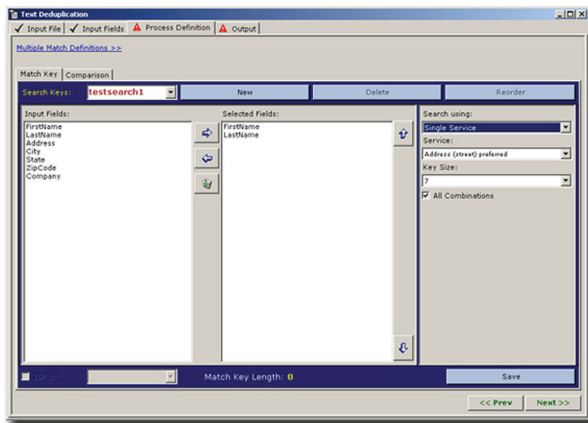 Text Deduplication
Input File Input Fields Process Definition Output
Multiple Match Definitions >>
Match Key Comparison
Search Keys: testsearch1 New Delete Reorder
Input Fields: Selected Fields: Search using:
FirstName FirstName Single Service
LastName LastName Service:
Address Address (street) preferred
City Key Size:
State 7
ZipCode All Combinations
Company
Match Key Length: 0 Save
<< Prev Next >>